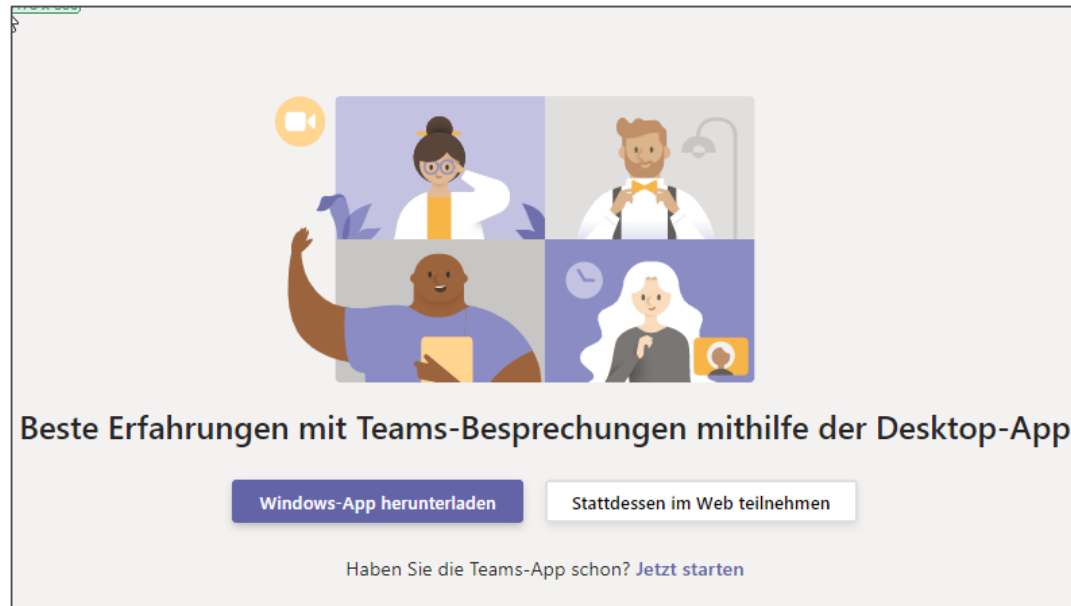 Beste Erfahrungen mit Teams-Besprechungen mithilfe der Desktop-App
Windows-App herunterladen
Stattdessen im Web teilnehmen
Haben Sie die Teams-App schon? Jetzt starten